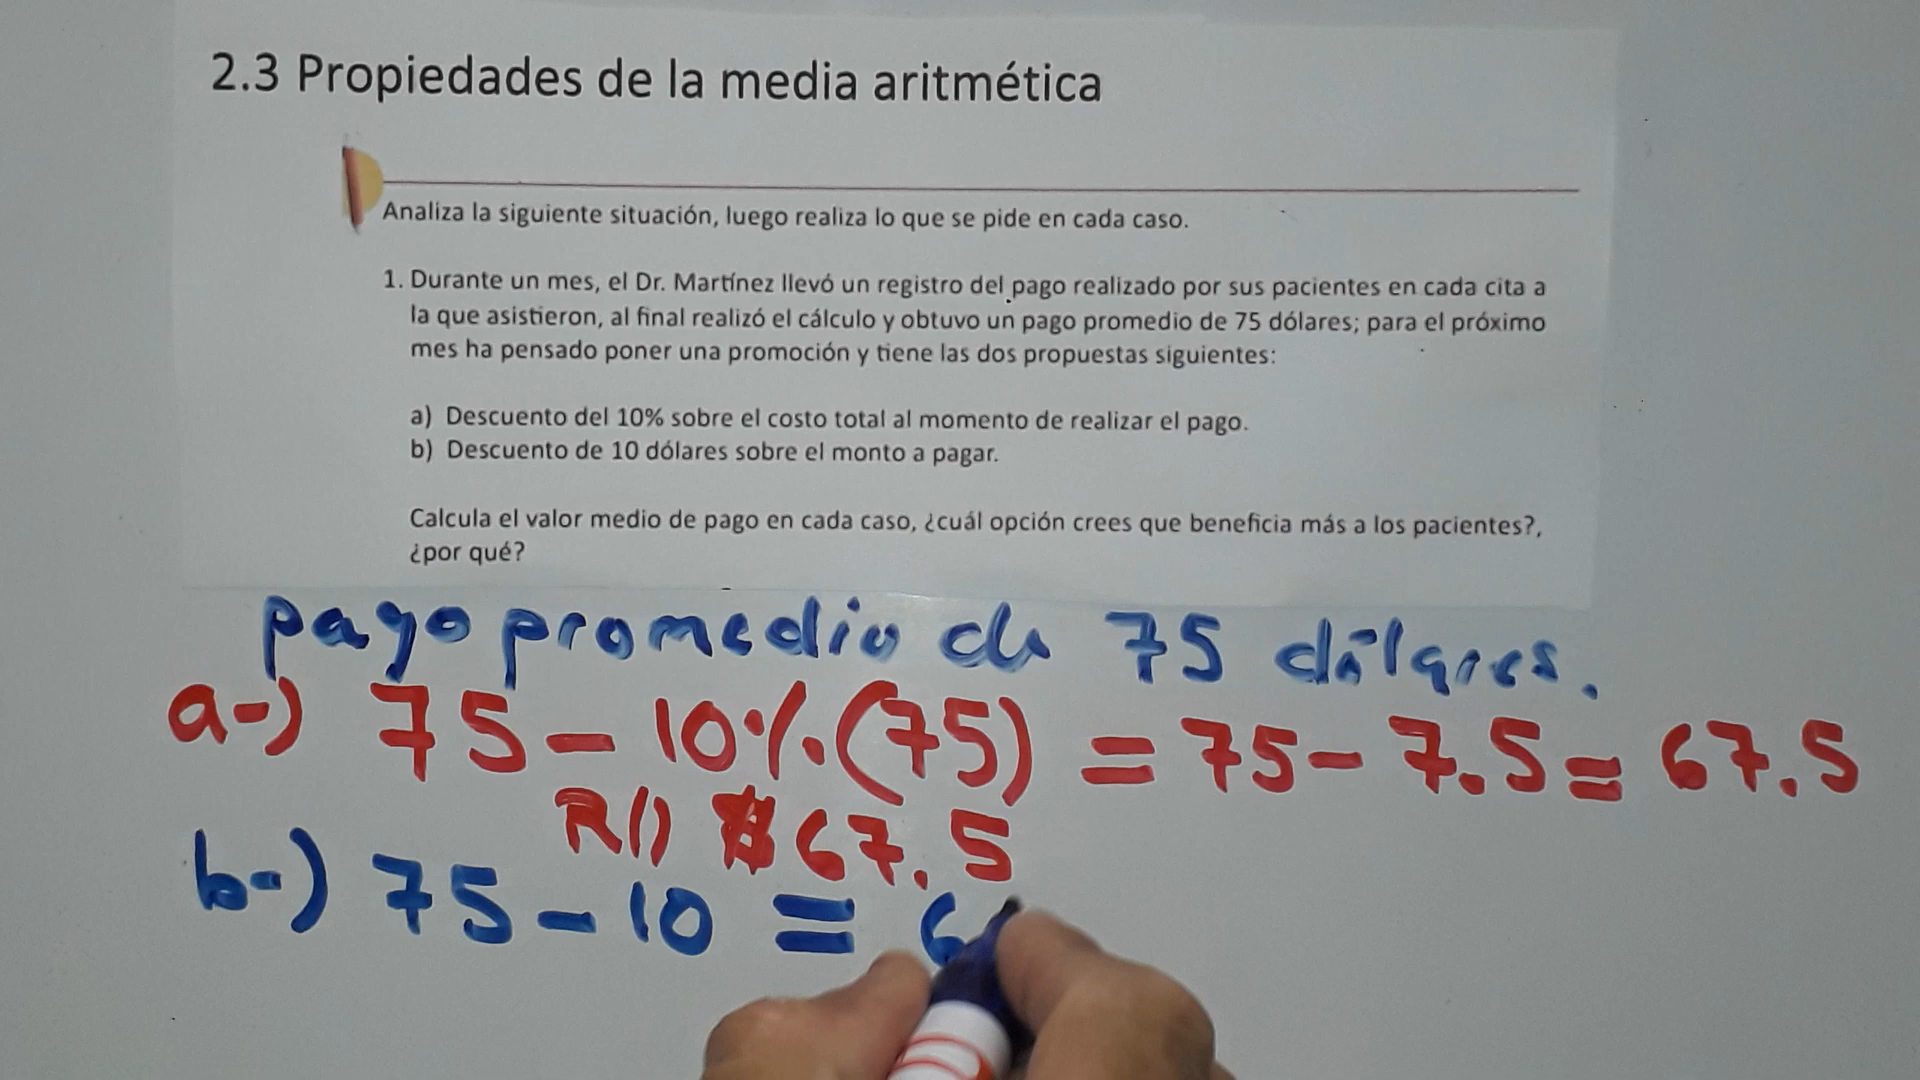 2.3 Propiedades de la media aritmética
Analiza la siguiente situación, luego realiza lo que se pide en cada caso.
1. Durante un mes, el Dr. Martínez llevó un registro del pago realizado por sus pacientes en cada cita a
la que asistieron, al final realizó el cálculo y obtuvo un pago promedio de 75 dólares; para el próximo
mes ha pensado poner una promoción y tiene las dos propuestas siguientes:
a) Descuento del 10% sobre el costo total al momento de realizar el pago.
b) Descuento de 10 dólares sobre el monto a pagar.
Calcula el valor medio de pago en cada caso, ¿cuál opción crees que beneficia más a los pacientes?,
¿por qué?
pago promedio de 75 dólares.
a-) 75 - 10%(75) = 75 - 7.5 = 67.5
R// $67.5
b-) 75 - 10 = 6